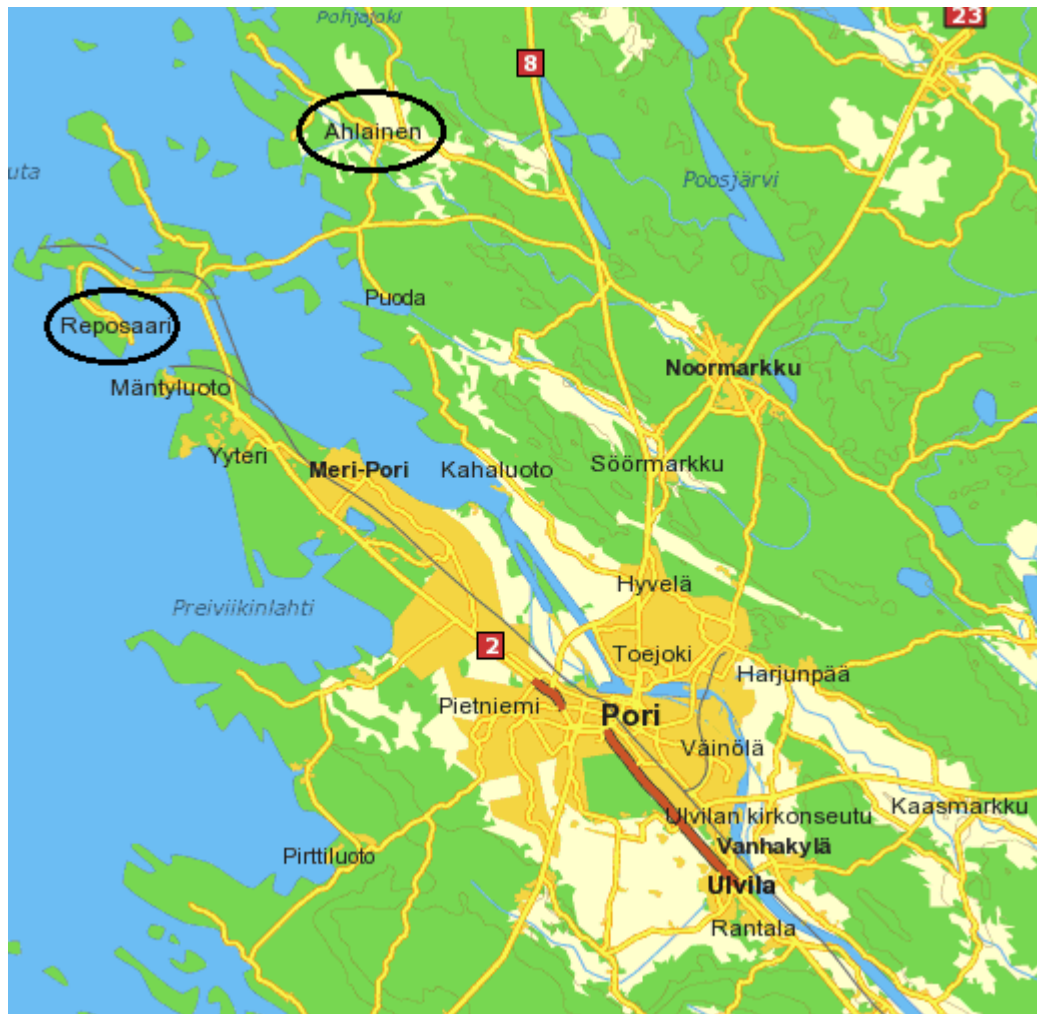 Pohjajoki
23
8
Ahlainen
uta
Poosjärvi
Puoda
Reposaari
Noormarkku
Mäntyluoto
Yyteri
Meri-Pori
Kahaluoto
Söörmarkku
Hyvelä
Preiviikinlahti
2
Toejoki
Harjunpää
Pietniemi
Pori
Väinölä
Ulvilan kirkonseutu
Kaasmarkku
Vanhakylä
Pirttiluoto
Ulvila
Rantala